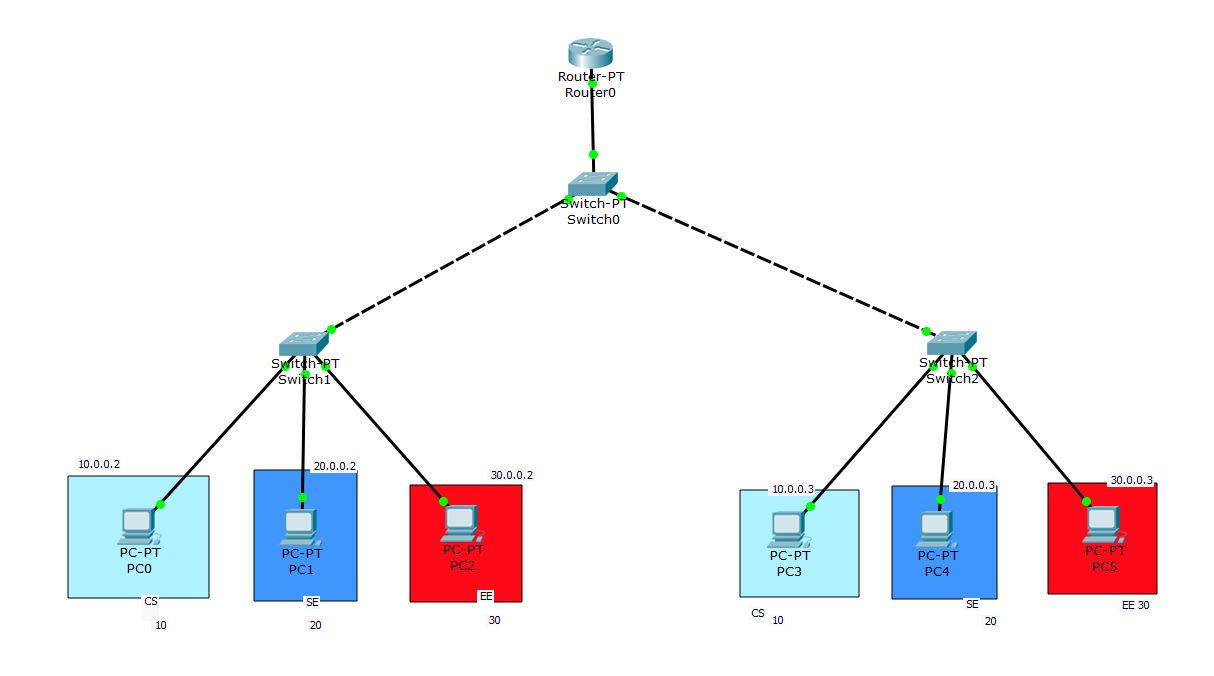 Router-PT
Router0
Switch-PT
Switch0
Switch-PT
Switch1
Switch-PT
Switch2
10.0.0.2
20.0.0.2
30.0.0.2
10.0.0.3
20.0.0.3
30.0.0.3
PC-PT
PC0
PC-PT
PC1
PC-PT
PC2
PC-PT
PC3
PC-PT
PC4
PC-PT
PC5
CS
10
SE
20
EE
30
CS
10
SE
20
EE 30